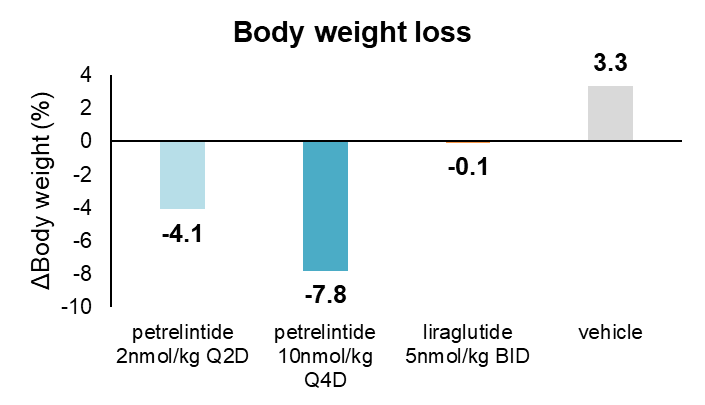 Body weight loss
ΔBody weight (%)
4
2
0
-2
-4
-6
-8
-10
-4.1
-7.8
-0.1
3.3
petrelintide
2nmol/kg Q2D
petrelintide
10nmol/kg
Q4D
liraglutide
5nmol/kg BID
vehicle